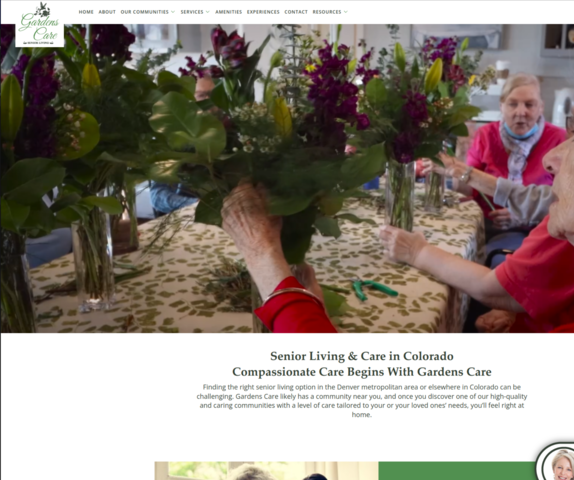 Gardens
Care
SENIOR LIVING
HOME ABOUT OUR COMMUNITIES SERVICES AMENITIES EXPERIENCES CONTACT RESOURCES
Senior Living & Care in Colorado
Compassionate Care Begins With Gardens Care
Finding the right senior living option in the Denver metropolitan area or elsewhere in Colorado can be
challenging. Gardens Care likely has a community near you, and once you discover one of our high-quality
and caring communities with a level of care tailored to your or your loved ones' needs, you'll feel right at
home.